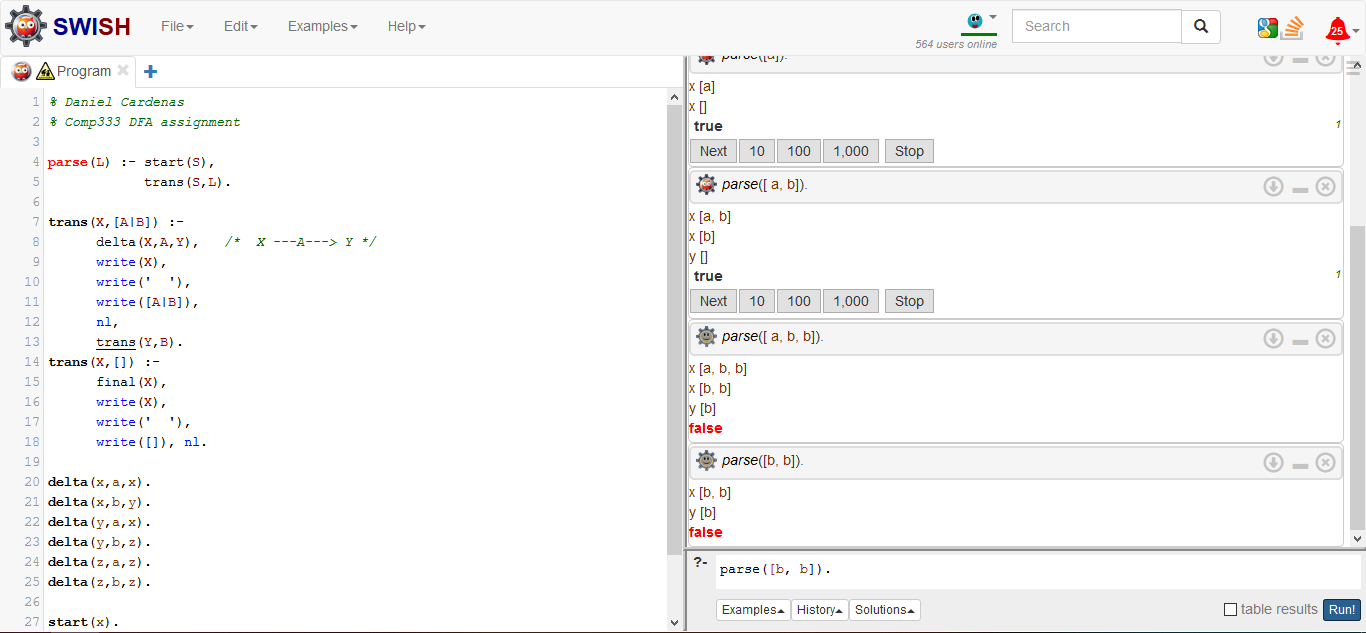 SWISH File Edit Examples Help 564 users online Search 25
Program
1 % Daniel Cardenas
2 % Comp333 DFA assignment
3
4 parse(L) :- start(S),
5 trans(S,L).
6
7 trans(X,[A|B]) :-
8 delta(X,A,Y), /* X ---A---> Y */
9 write(X),
10 write(' '),
11 write([A|B]),
12 nl,
13 trans(Y,B).
14 trans(X,[]) :-
15 final(X),
16 write(X),
17 write(' '),
18 write([]), nl.
19
20 delta(x,a,x).
21 delta(x,b,y).
22 delta(y,a,x).
23 delta(y,b,z).
24 delta(z,a,z).
25 delta(z,b,z).
26
27 start(x).
parse([a]).
x [a]
x []
true 1
Next 10 100 1,000 Stop
parse([ a, b]).
x [a, b]
x [b]
y []
true 1
Next 10 100 1,000 Stop
parse([ a, b, b]).
x [a, b, b]
x [b, b]
y [b]
false
parse([b, b]).
x [b, b]
y [b]
false
?- parse([b, b]).
Examples History Solutions table results Run!